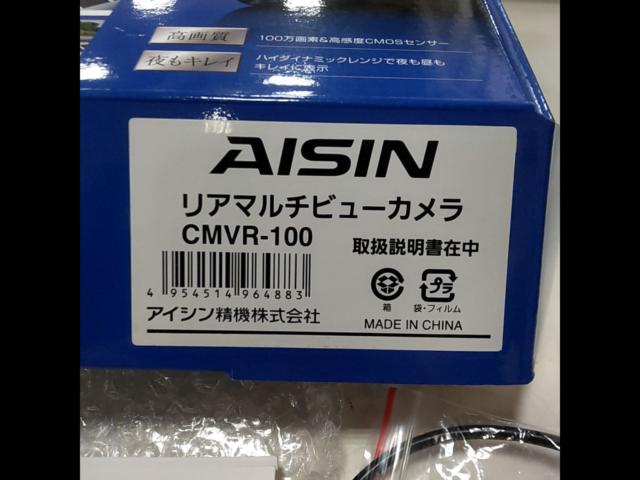 高画質
100万画素&高感度CMOSセンサー
夜もキレイ
ハイダイナミックレンジで夜も昼も
キレイに表示
AISIN
リアマルチビューカメラ
CMVR-100
取扱説明書在中
4 954514 964883
箱
プラ
袋・フィルム
アイシン精機株式会社
MADE IN CHINA